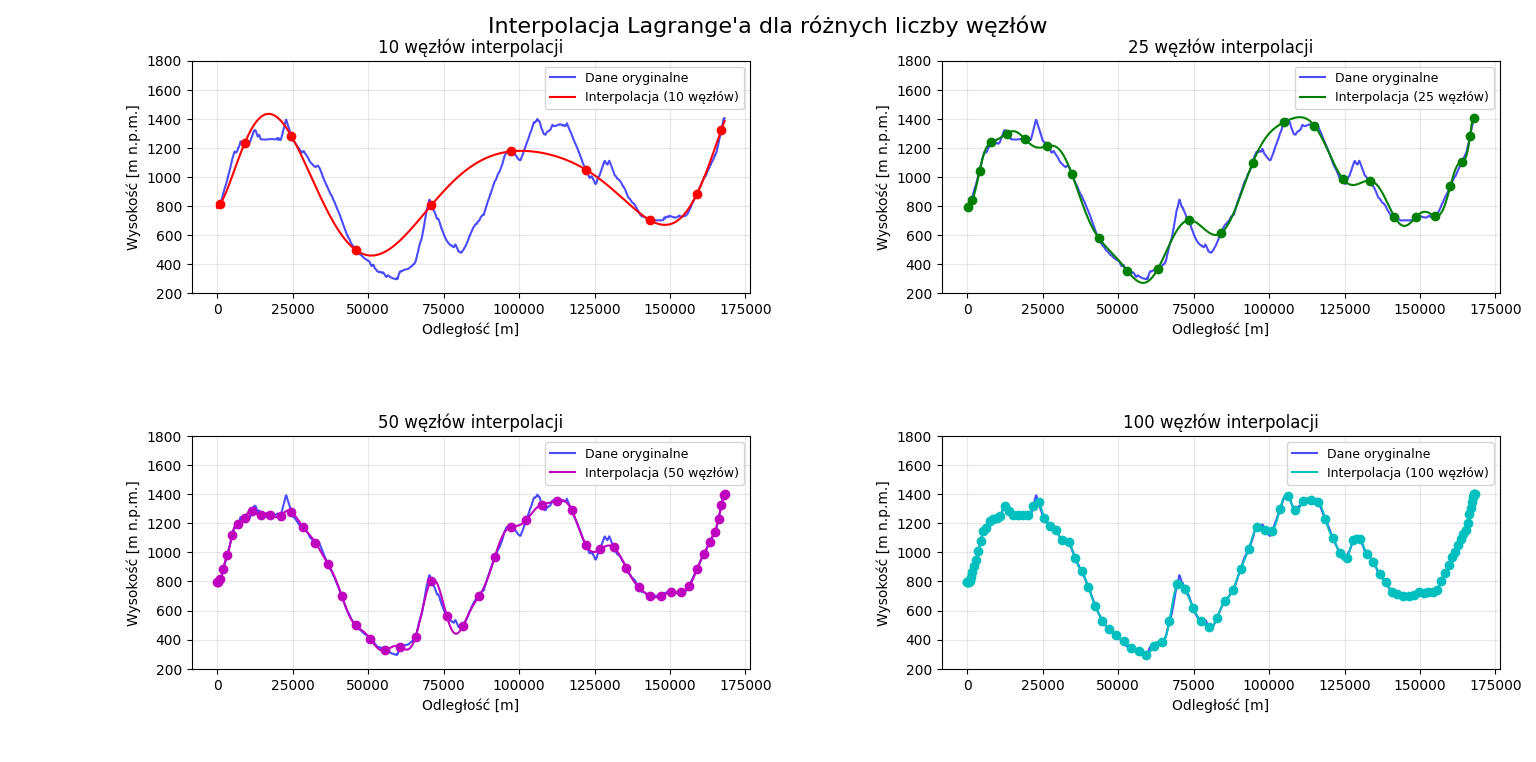 Interpolacja Lagrange'a dla różnych liczby węzłów
10 węzłów interpolacji
1800
1600
1400
1200
1000
800
600
400
200
Wysokość [m n.p.m.]
Dane oryginalne
Interpolacja (10 węzłów)
0 25000 50000 75000 100000 125000 150000 175000
Odległość [m]
25 węzłów interpolacji
1800
1600
1400
1200
1000
800
600
400
200
Wysokość [m n.p.m.]
Dane oryginalne
Interpolacja (25 węzłów)
0 25000 50000 75000 100000 125000 150000 175000
Odległość [m]
50 węzłów interpolacji
1800
1600
1400
1200
1000
800
600
400
200
Wysokość [m n.p.m.]
Dane oryginalne
Interpolacja (50 węzłów)
0 25000 50000 75000 100000 125000 150000 175000
Odległość [m]
100 węzłów interpolacji
1800
1600
1400
1200
1000
800
600
400
200
Wysokość [m n.p.m.]
Dane oryginalne
Interpolacja (100 węzłów)
0 25000 50000 75000 100000 125000 150000 175000
Odległość [m]